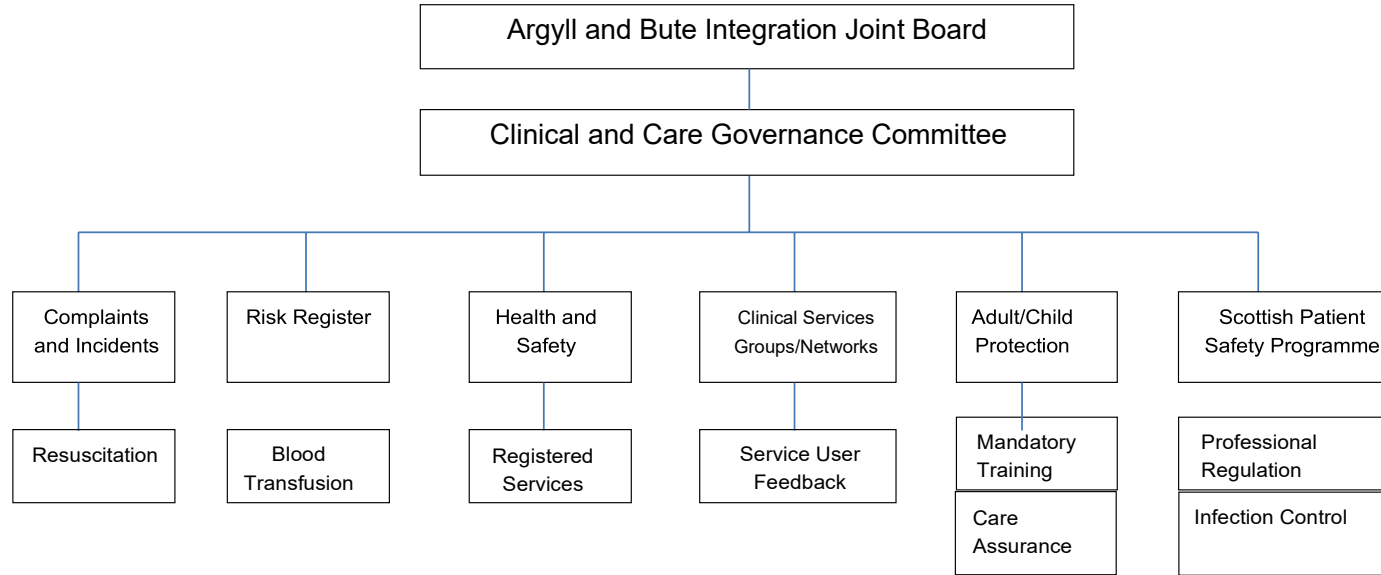 Argyll and Bute Integration Joint Board
Clinical and Care Governance Committee
Complaints
and Incidents
Risk Register
Health and
Safety
Clinical Services
Groups/Networks
Adult/Child
Protection
Scottish Patient
Safety Programme
Resuscitation
Blood
Transfusion
Registered
Services
Service User
Feedback
Mandatory
Training
Professional
Regulation
Care
Assurance
Infection Control